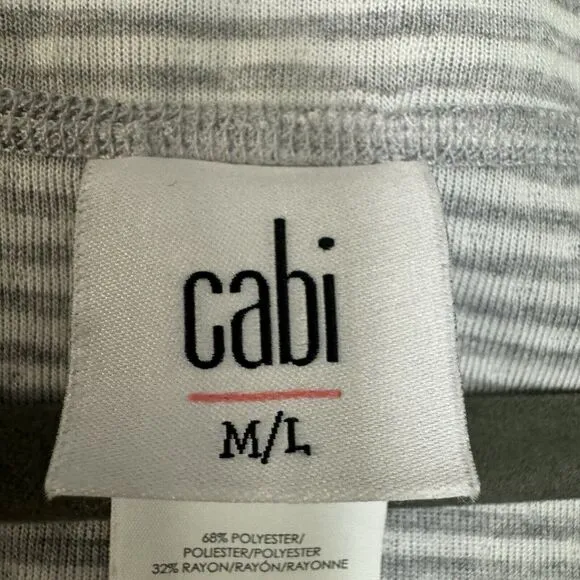 cabi
M/L
68% POLYESTER/
POLIESTER/POLYESTER
32% RAYON/RAYÓN/RAYONNE